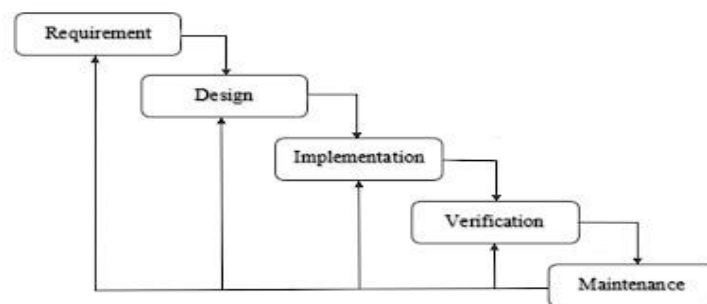 Requirement
Design
Implementation
Verification
Maintenance